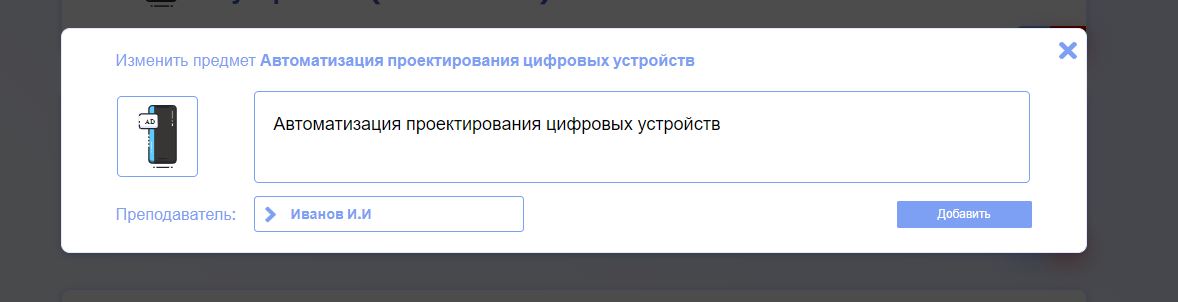 Изменить предмет Автоматизация проектирования цифровых устройств
AD
Автоматизация проектирования цифровых устройств
Преподаватель:
Иванов И.И
Добавить